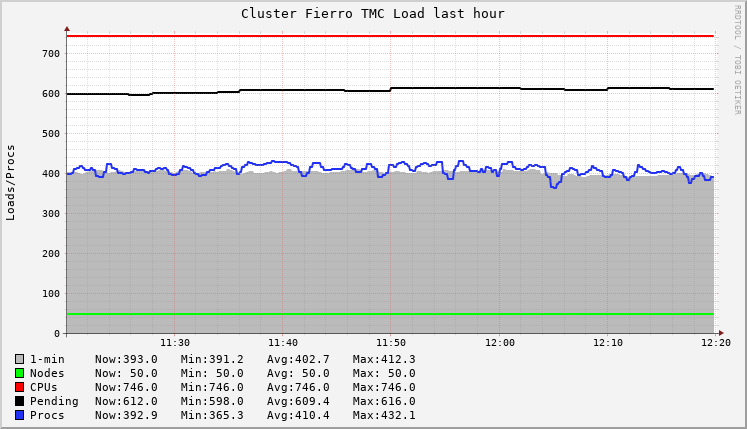 Cluster Fierro TMC Load last hour
RRDTOOL / TOBI OETIKER
Loads/Procs
700
600
500
400
300
200
100
0
11:30 11:40 11:50 12:00 12:10 12:20
1-min Now:393.0 Min:391.2 Avg:402.7 Max:412.3
Nodes Now: 50.0 Min: 50.0 Avg: 50.0 Max: 50.0
CPUs Now:746.0 Min:746.0 Avg:746.0 Max:746.0
Pending Now:612.0 Min:598.0 Avg:609.4 Max:616.0
Procs Now:392.9 Min:365.3 Avg:410.4 Max:432.1